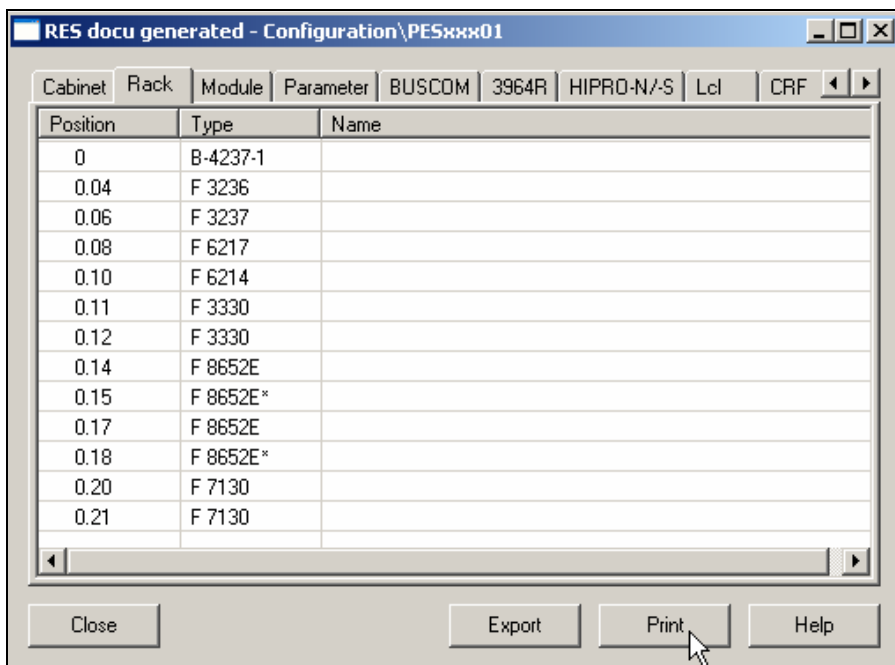 RES docu generated - Configuration\PESxxx01
Cabinet Rack Module Parameter BUSCOM 3964R HIPRO-N/-S Lcl CRF
Position Type Name
0 B-4237-1
0.04 F 3236
0.06 F 3237
0.08 F 6217
0.10 F 6214
0.11 F 3330
0.12 F 3330
0.14 F 8652E
0.15 F 8652E*
0.17 F 8652E
0.18 F 8652E*
0.20 F 7130
0.21 F 7130
Close Export Print Help